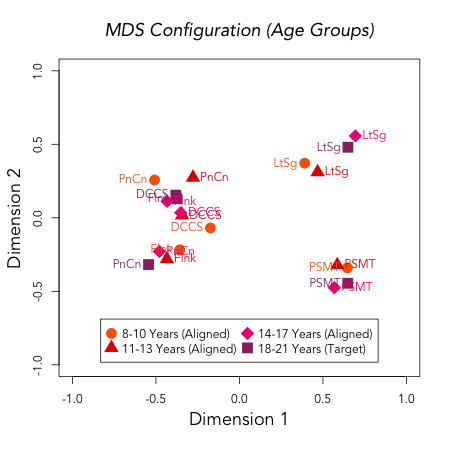 MDS Configuration (Age Groups)
1.0
0.5
0.0
-0.5
-1.0
Dimension 2
LtSg
LtSg
LtSg
LtSg
PnCn
PnCn
DCCS
Flnk
Flnk
DCCS
DCCS
DCCS
Flnk
PnCn
Flnk
PnCn
PSMT
PSMT
PSMT
PSMT
8-10 Years (Aligned)
14-17 Years (Aligned)
11-13 Years (Aligned)
18-21 Years (Target)
-1.0
-0.5
0.0
0.5
1.0
Dimension 1